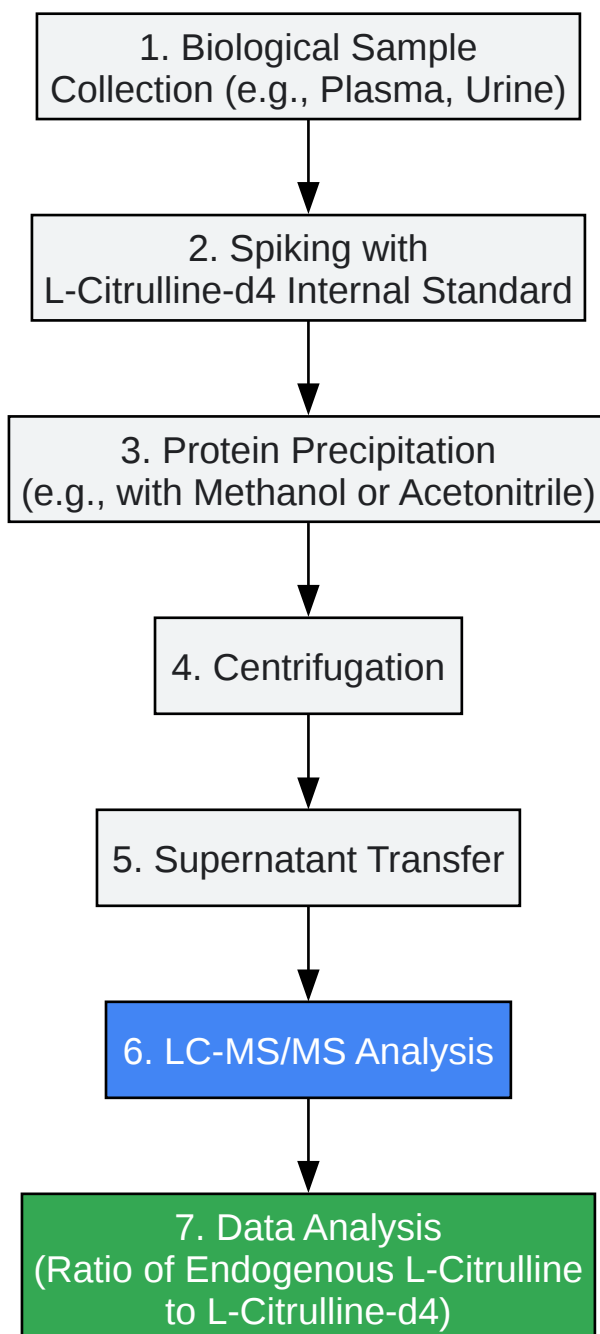 1. Biological Sample
Collection (e.g., Plasma, Urine)
2. Spiking with
L-Citrulline-d4 Internal Standard
3. Protein Precipitation
(e.g., with Methanol or Acetonitrile)
4. Centrifugation
5. Supernatant Transfer
6. LC-MS/MS Analysis
7. Data Analysis
(Ratio of Endogenous L-Citrulline
to L-Citrulline-d4)